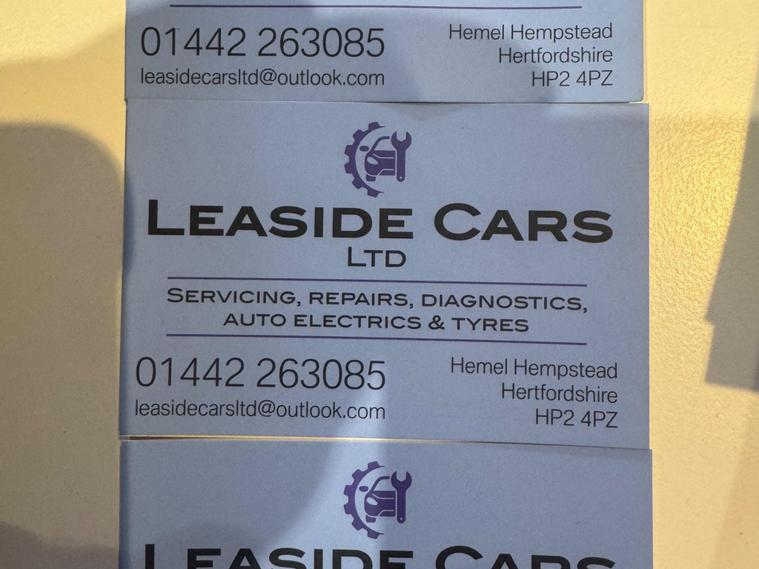 01442 263085
leasidecarsltd@outlook.com
Hemel Hempstead
Hertfordshire
HP2 4PZ
LEASIDE CARS
LTD
SERVICING, REPAIRS, DIAGNOSTICS,
AUTO ELECTRICS & TYRES
01442 263085
leasidecarsltd@outlook.com
Hemel Hempstead
Hertfordshire
HP2 4PZ
LEASIDE CARS